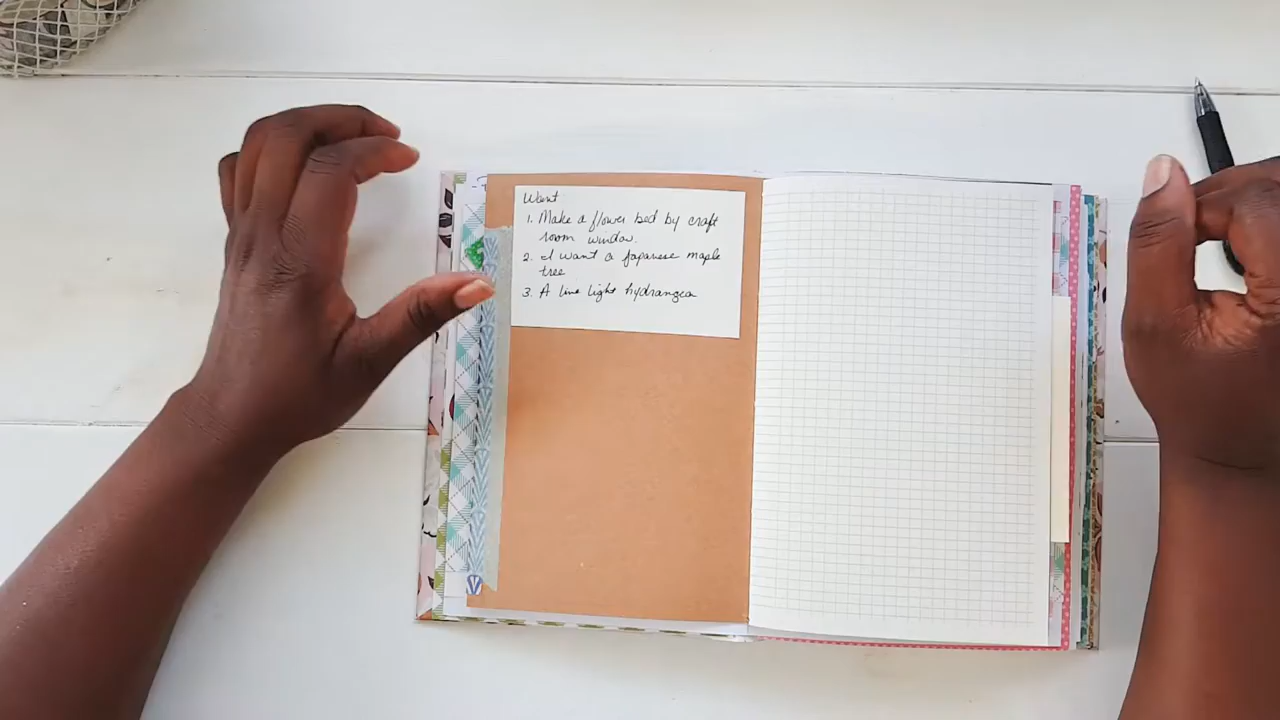 Want
1. Make a flower bed by craft
room window.
2. I want a Japanese maple
tree
3. A lime light hydrangea